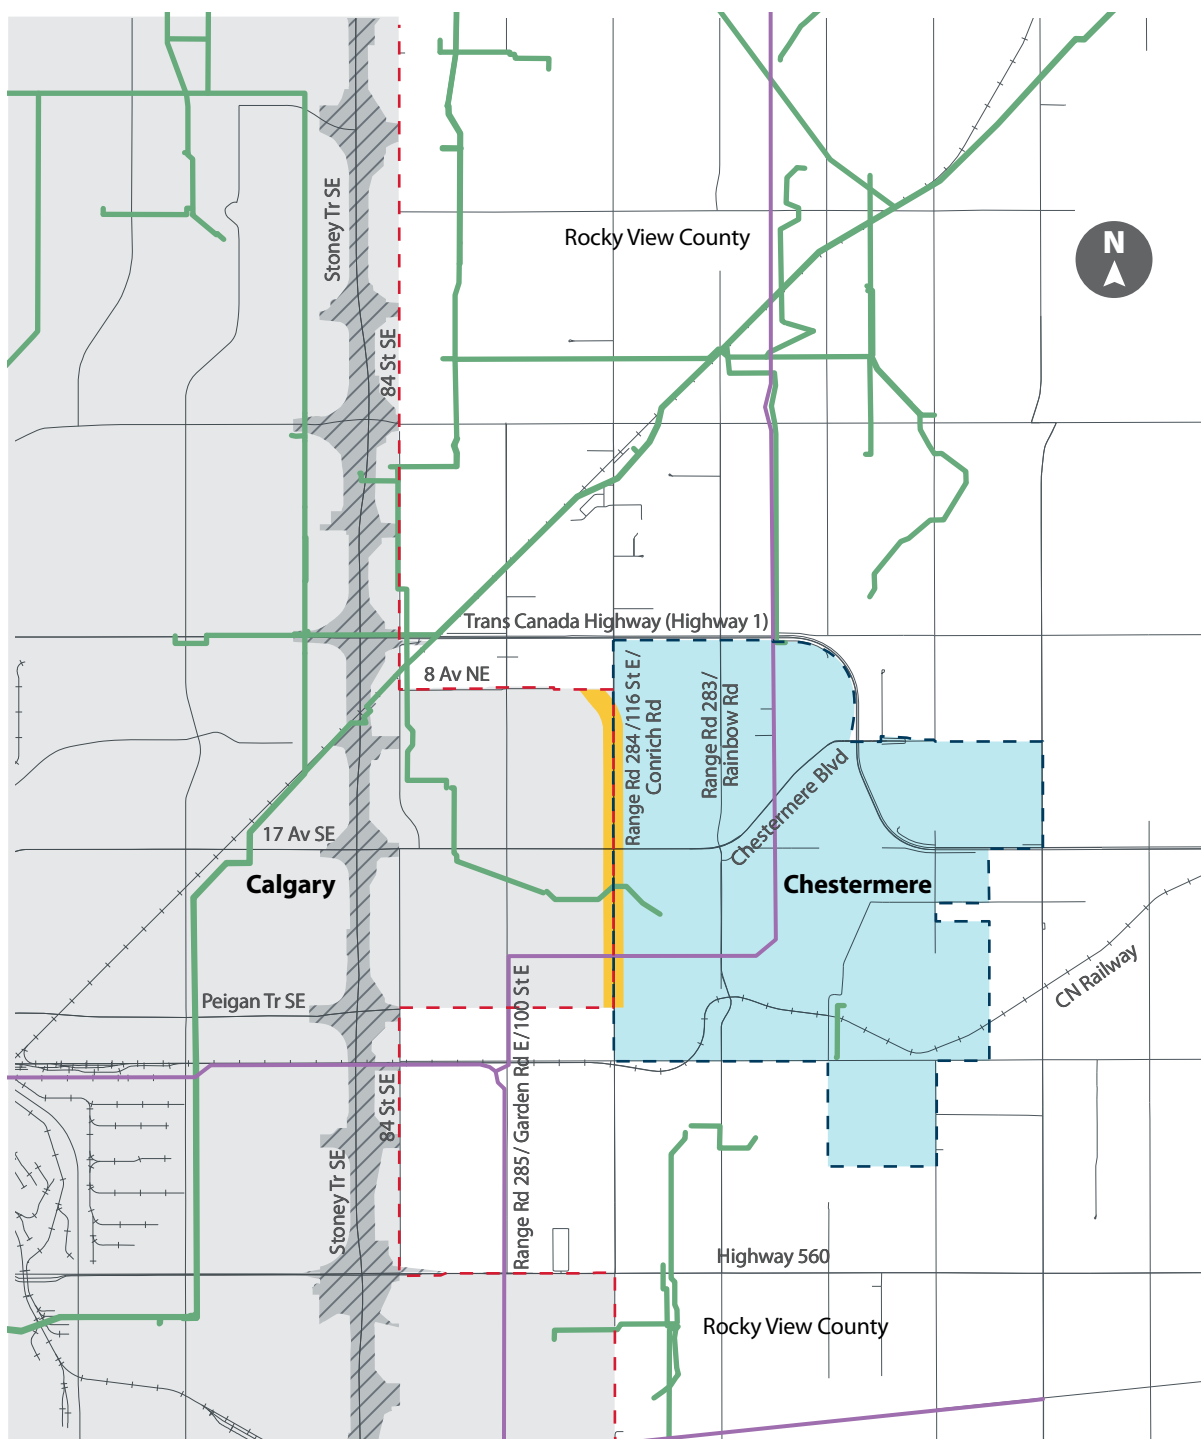 Stoney Tr SE
Rocky View County
N
84 St SE
Trans Canada Highway (Highway 1)
8 Av NE
Range Rd 284 /116 St E/
Conrich Rd
Range Rd 283/
Rainbow Rd
Chestermere Blvd
17 Av SE
Calgary
Chestermere
Peigan Tr SE
CN Railway
Range Rd 285/ Garden Rd E/100 St E
84 St SE
Stoney Tr SE
Highway 560
Rocky View County